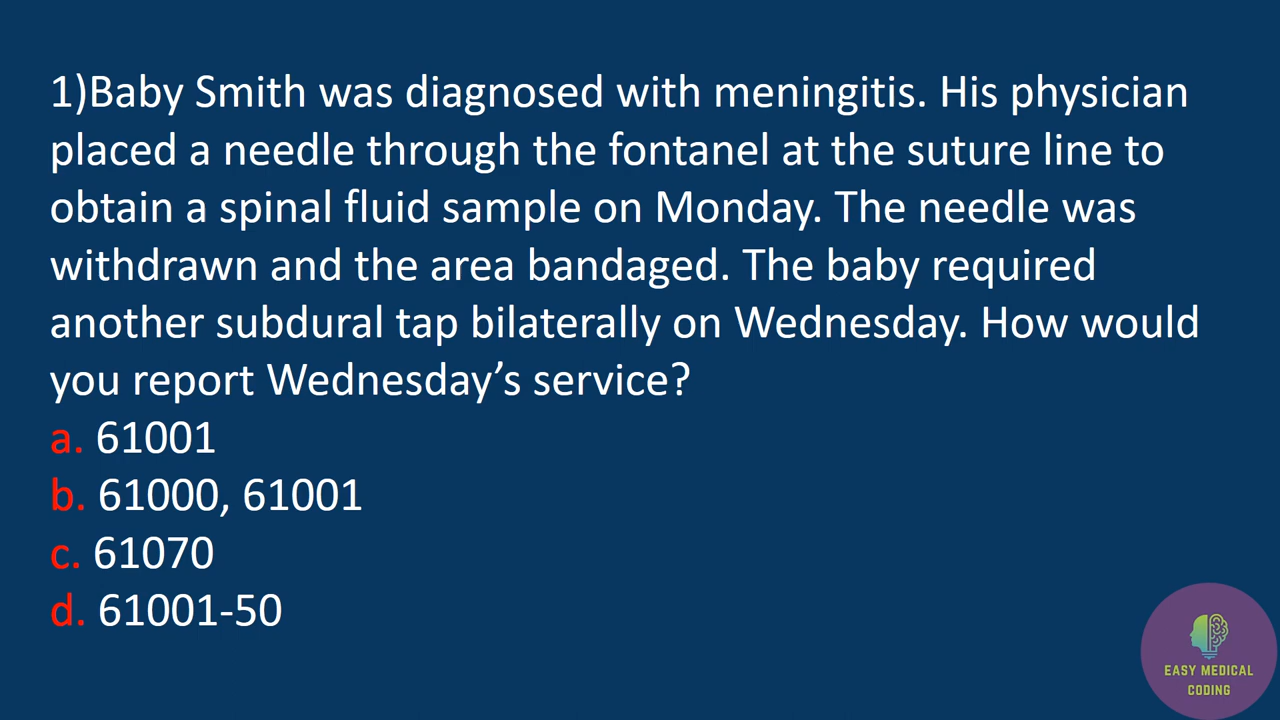 1)Baby Smith was diagnosed with meningitis. His physician
placed a needle through the fontanel at the suture line to
obtain a spinal fluid sample on Monday. The needle was
withdrawn and the area bandaged. The baby required
another subdural tap bilaterally on Wednesday. How would
you report Wednesday’s service?
a. 61001
b. 61000, 61001
c. 61070
d. 61001-50
EASY MEDICAL
CODING